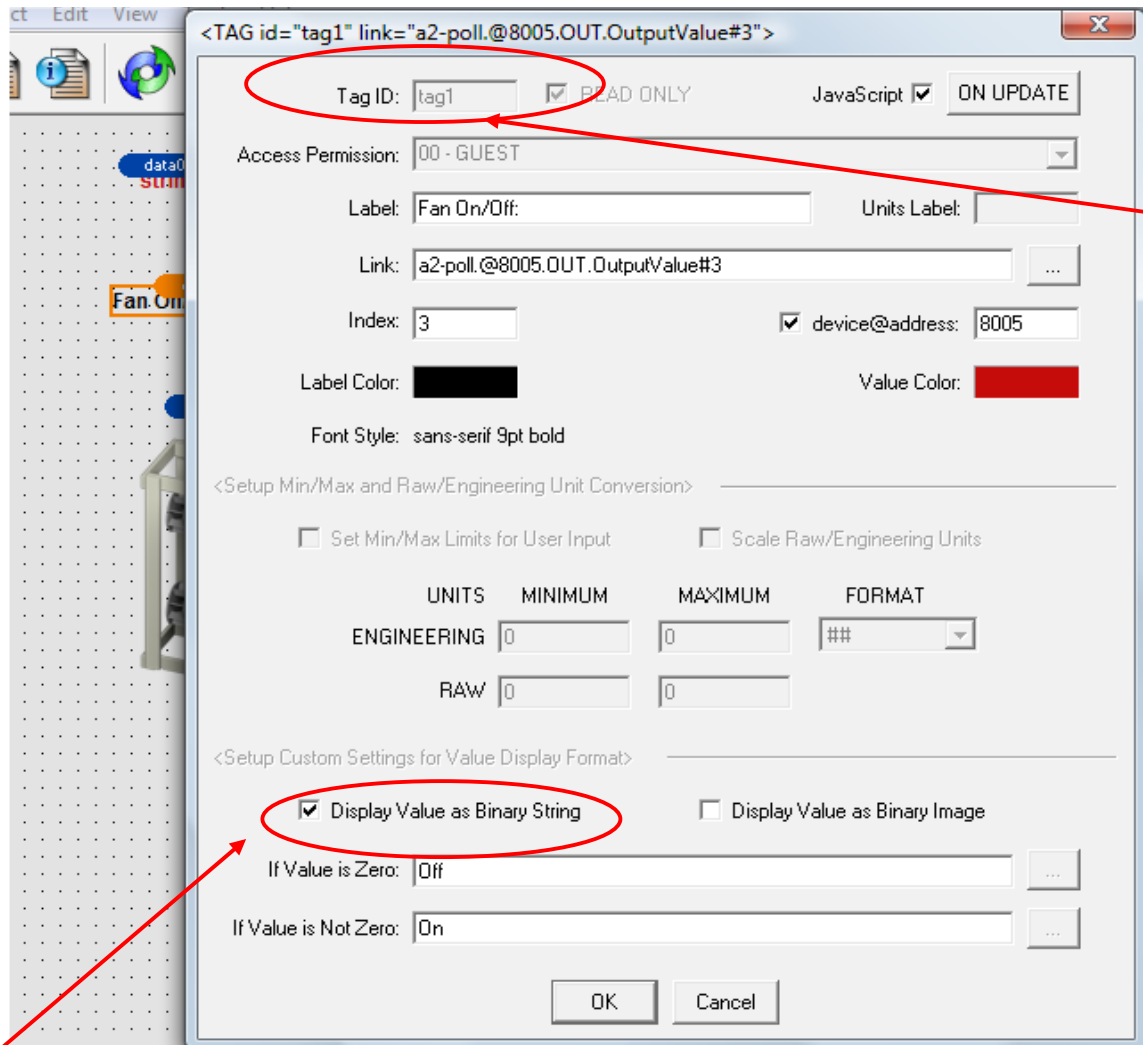 ct Edit View
<TAG id="tag1" link="a2-poll.@8005.OUT.OutputValue#3">
Tag ID: tag1 READ ONLY JavaScript ON UPDATE
Access Permission: 00 - GUEST
data0
Label: Fan On/Off: Units Label:
Link: a2-poll.@8005.OUT.OutputValue#3 ...
Fan On
Index: 3 device@address: 8005
Label Color: Value Color:
Font Style: sans-serif 9pt bold
<Setup Min/Max and Raw/Engineering Unit Conversion>
Set Min/Max Limits for User Input Scale Raw/Engineering Units
UNITS MINIMUM MAXIMUM FORMAT
ENGINEERING 0 0 ##
RAW 0 0
<Setup Custom Settings for Value Display Format>
Display Value as Binary String Display Value as Binary Image
If Value is Zero: Off ...
If Value is Not Zero: On ...
OK Cancel